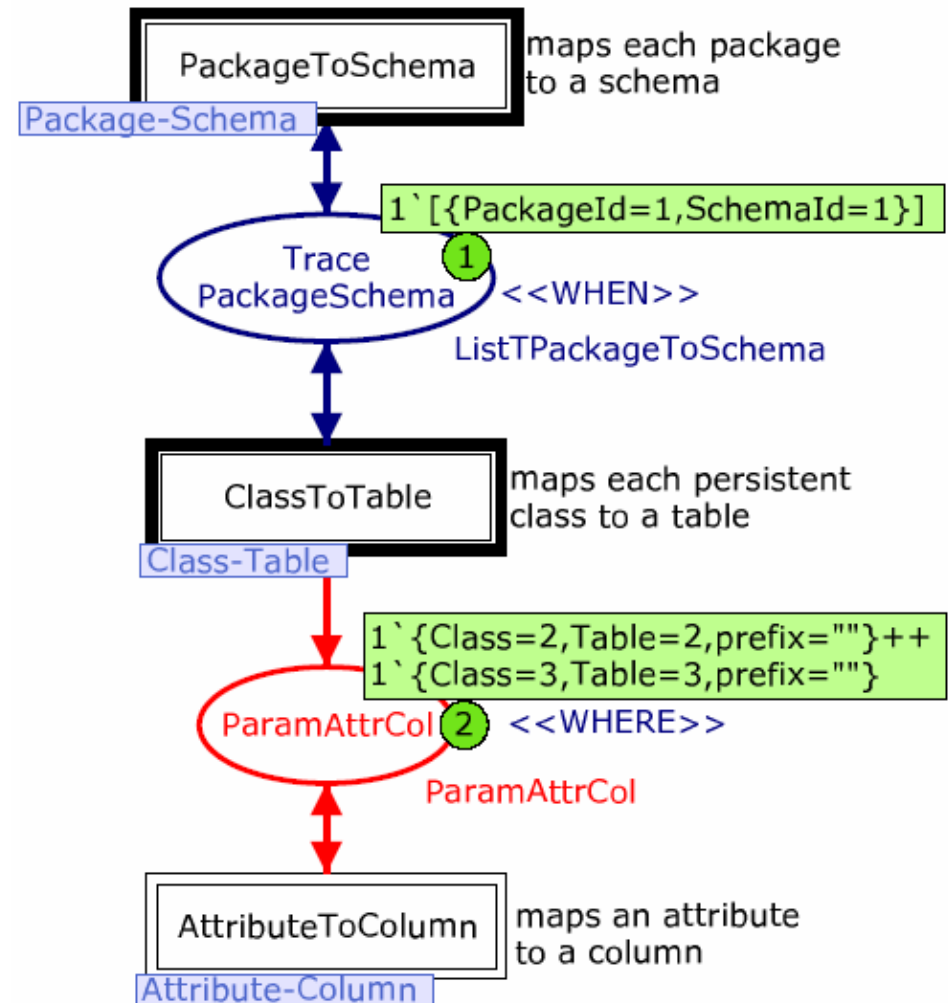 PackageToSchema
maps each package
to a schema
Package-Schema
1`[{PackageId=1,SchemaId=1}]
Trace
PackageSchema
1
<<WHEN>>
ListTPackageToSchema
ClassToTable
maps each persistent
class to a table
Class-Table
1`{Class=2,Table=2,prefix=""}++
1`{Class=3,Table=3,prefix=""}
ParamAttrCol
2
<<WHERE>>
ParamAttrCol
AttributeToColumn
maps an attribute
to a column
Attribute-Column